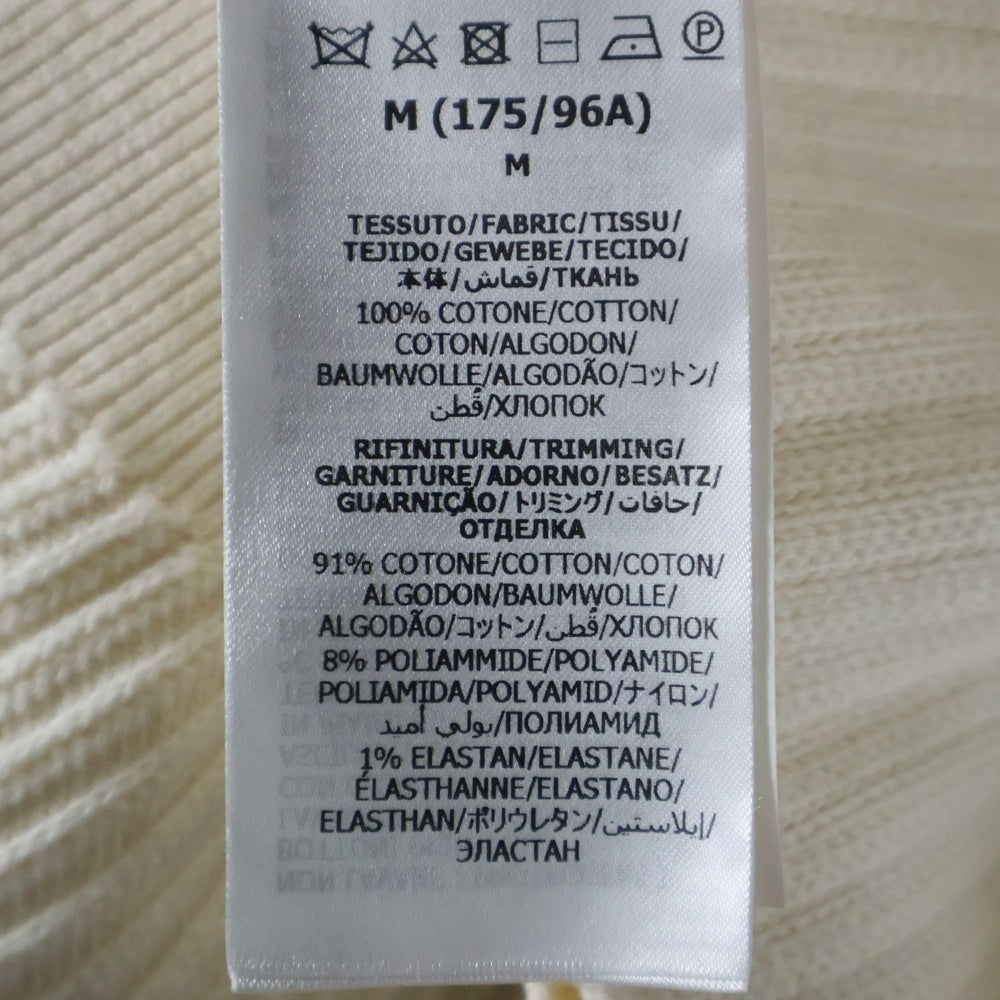 M (175/96A)
M
TESSUTO/FABRIC/TISSU/
TEJIDO/GEWEBE/TECIDO/
本体/قماش/ТКАНЬ
100% COTONE/COTTON/
COTON/ALGODON/
BAUMWOLLE/ALGODÃO/コットン/
قُطن/ХЛОПОК
RIFINITURA/TRIMMING/
GARNITURE/ADORNO/BESATZ/
GUARNIÇÃO/トリミング/حافات/
ОТДЕЛКА
91% COTONE/COTTON/COTON/
ALGODON/BAUMWOLLE/
ALGODÃO/コットン/قُطن/ХЛОПОК
8% POLIAMMIDE/POLYAMIDE/
POLIAMIDA/POLYAMID/ナイロン/
بولي أميد/ПОЛИАМИД
1% ELASTAN/ELASTANE/
ÉLASTHANNE/ELASTANO/
ELASTHAN/ポリウレタン/إيلاستين/
ЭЛАСТАН